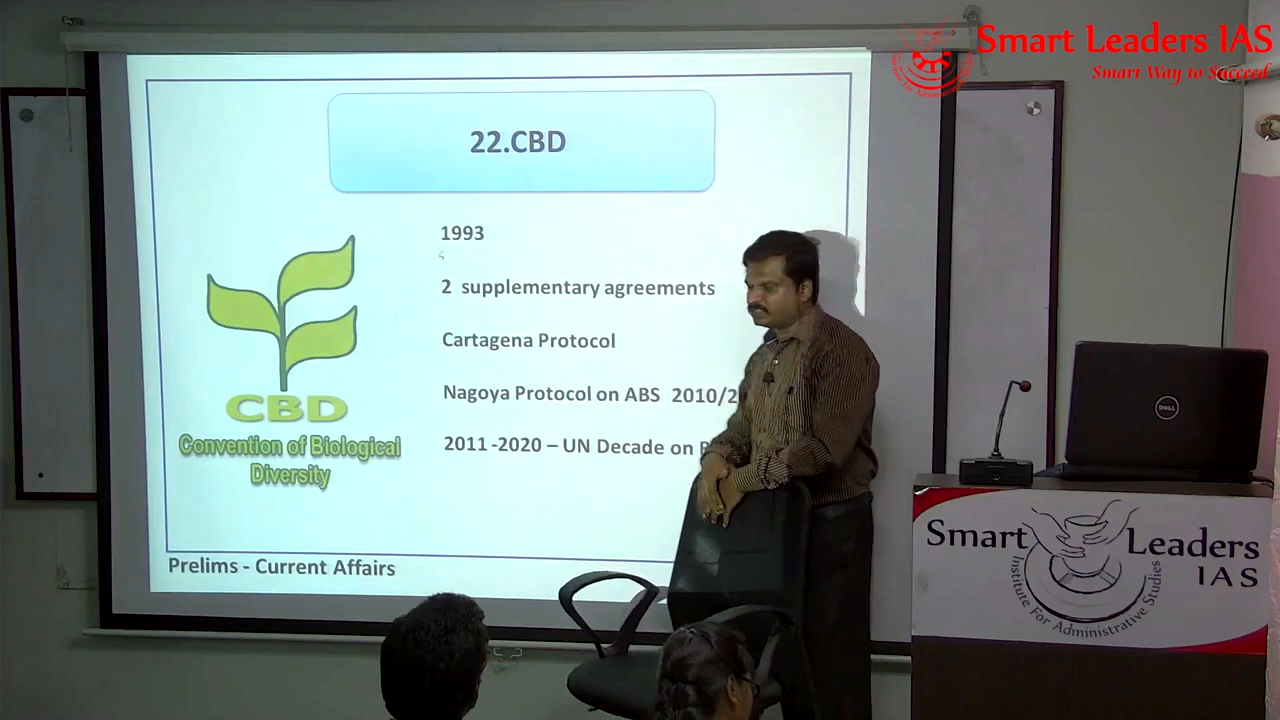 Smart Leaders IAS
Smart Way to Succeed
22.CBD
1993
2 supplementary agreements
Cartagena Protocol
Nagoya Protocol on ABS 2010/2
2011-2020 – UN Decade on
CBD
Convention of Biological
Diversity
Prelims - Current Affairs
DELL
Smart Leaders
IAS
Institute For Administrative Studies